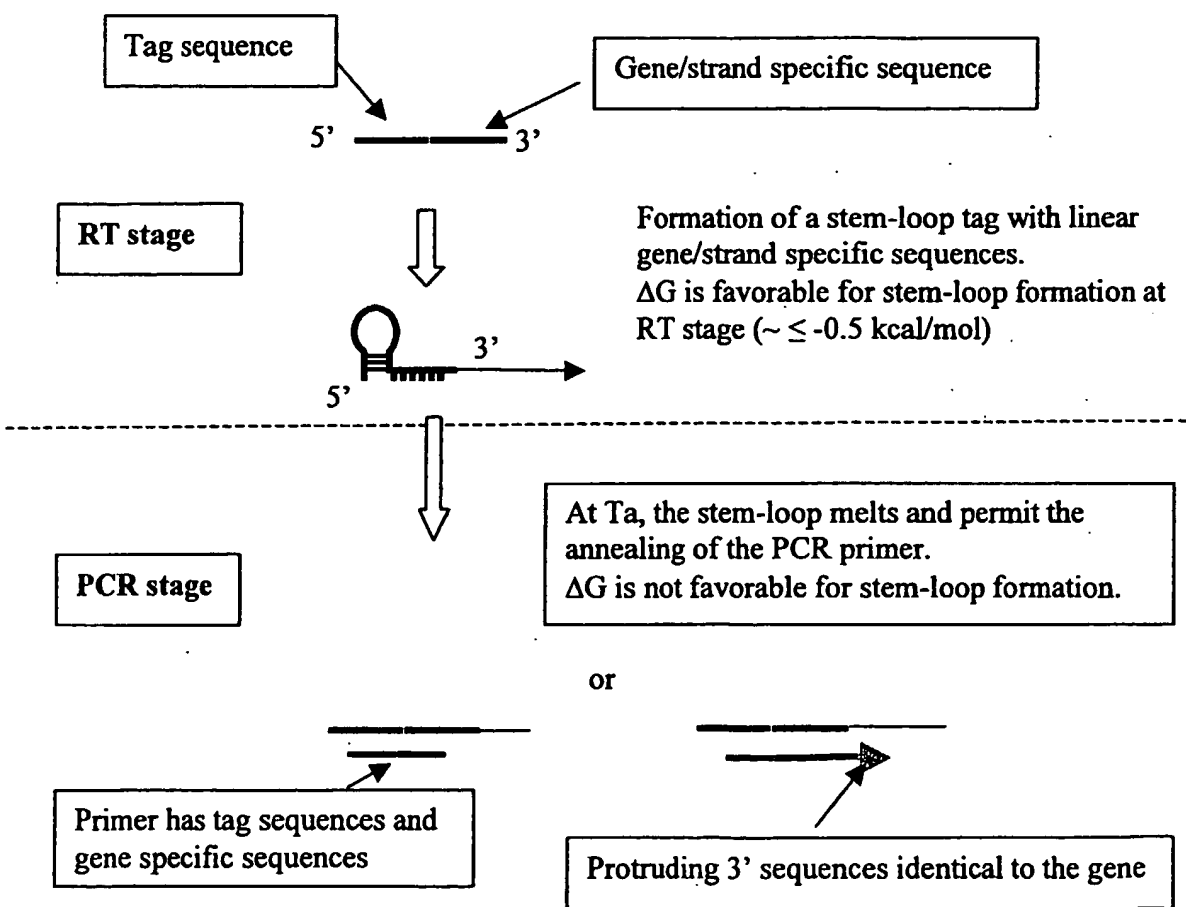 Tag sequence
Gene/strand specific sequence
5’
3’
RT stage
Formation of a stem-loop tag with linear
gene/strand specific sequences.
ΔG is favorable for stem-loop formation at
RT stage (~ ≤ -0.5 kcal/mol)
3’
5’
At Ta, the stem-loop melts and permit the
annealing of the PCR primer.
ΔG is not favorable for stem-loop formation.
PCR stage
or
Primer has tag sequences and
gene specific sequences
Protruding 3’ sequences identical to the gene